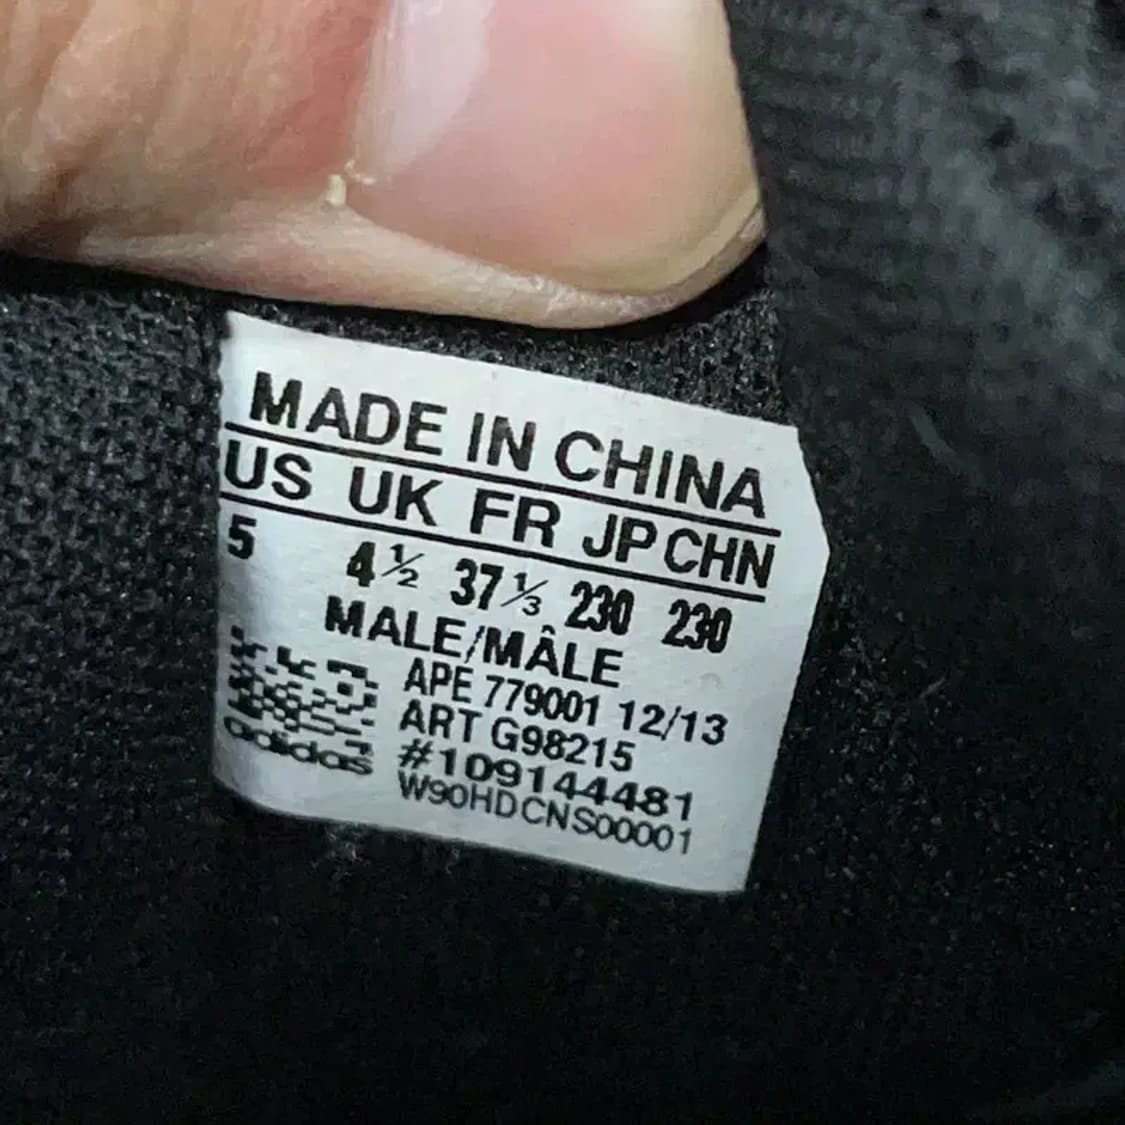 MADE IN CHINA
US UK FR JP CHN
5 4½ 37⅓ 230 230
MALE/MÂLE
APE 779001 12/13
ART G98215
#109144481
W90HDCNS00001
adidas